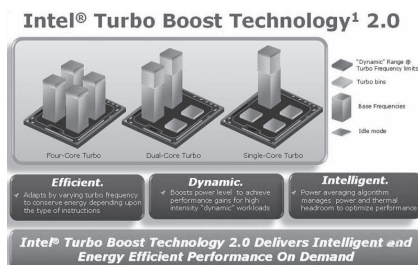 Intel® Turbo Boost Technology¹ 2.0
"Dynamic" Range @
Turbo Frequency limits
Turbo bins
Base Frequencies
Idle mode
Four-Core Turbo
Dual-Core Turbo
Single-Core Turbo
Efficient.
Adapts by varying turbo frequency
to conserve energy depending upon
the type of instructions
Dynamic.
Boosts power level to achieve
performance gains for high
intensity "dynamic" workloads
Intelligent.
Power averaging algorithm
manages power and thermal
headroom to optimize performance
Intel® Turbo Boost Technology 2.0 Delivers Intelligent and
Energy Efficient Performance On Demand